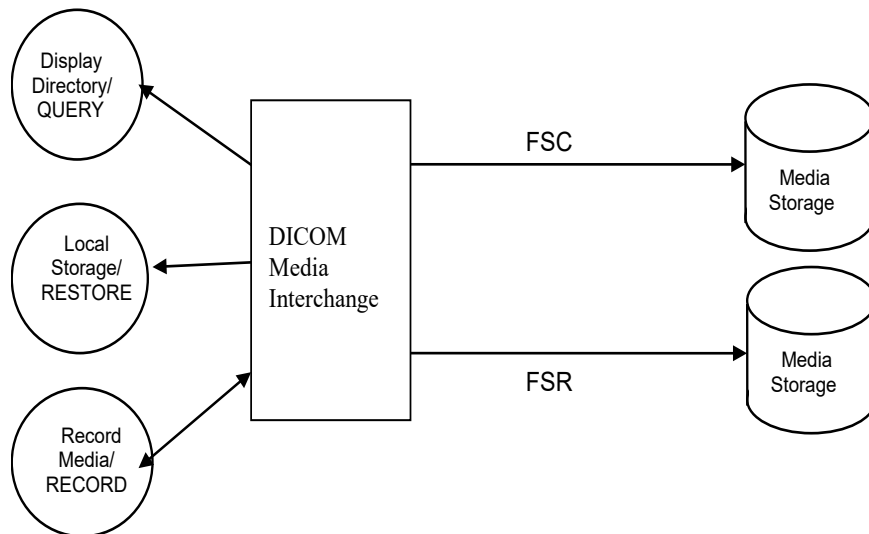 Display
Directory/
QUERY
Local
Storage/
RESTORE
Record
Media/
RECORD
DICOM
Media
Interchange
FSC
FSR
Media
Storage
Media
Storage